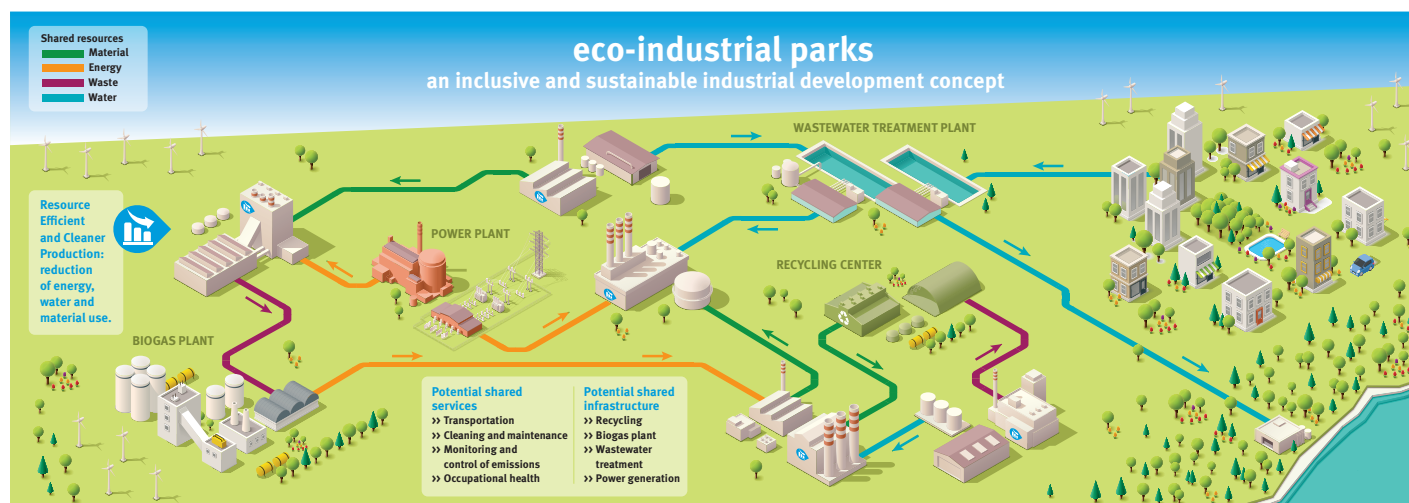 eco-industrial parks
an inclusive and sustainable industrial development concept
Shared resources
Material
Energy
Waste
Water
WASTEWATER TREATMENT PLANT
Resource
Efficient
and Cleaner
Production:
reduction
of energy,
water and
material use.
POWER PLANT
RECYCLING CENTER
BIOGAS PLANT
Potential shared
services
›› Transportation
›› Cleaning and maintenance
›› Monitoring and
control of emissions
›› Occupational health
Potential shared
infrastructure
›› Recycling
›› Biogas plant
›› Wastewater
treatment
›› Power generation